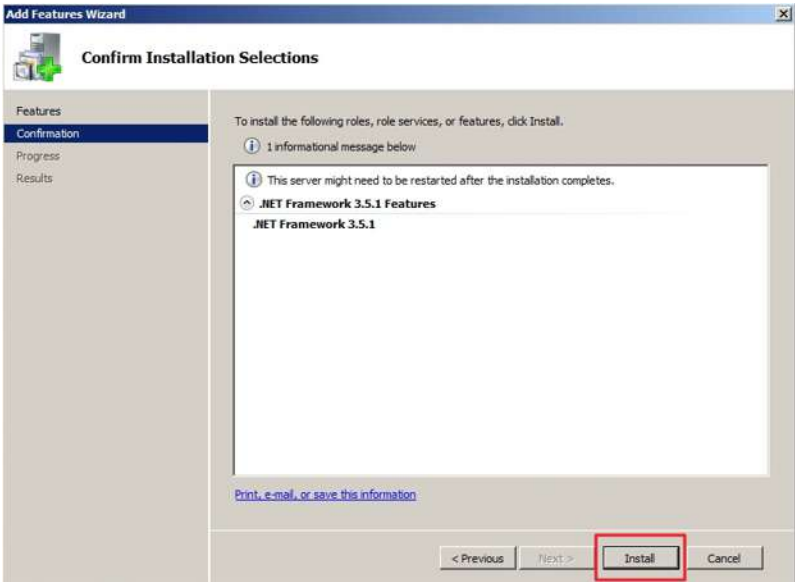 Add Features Wizard
Confirm Installation Selections
Features
Confirmation
Progress
Results
To install the following roles, role services, or features, click Install.
1 informational message below
This server might need to be restarted after the installation completes.
.NET Framework 3.5.1 Features
.NET Framework 3.5.1
Print, e-mail, or save this information
< Previous
Next >
Install
Cancel